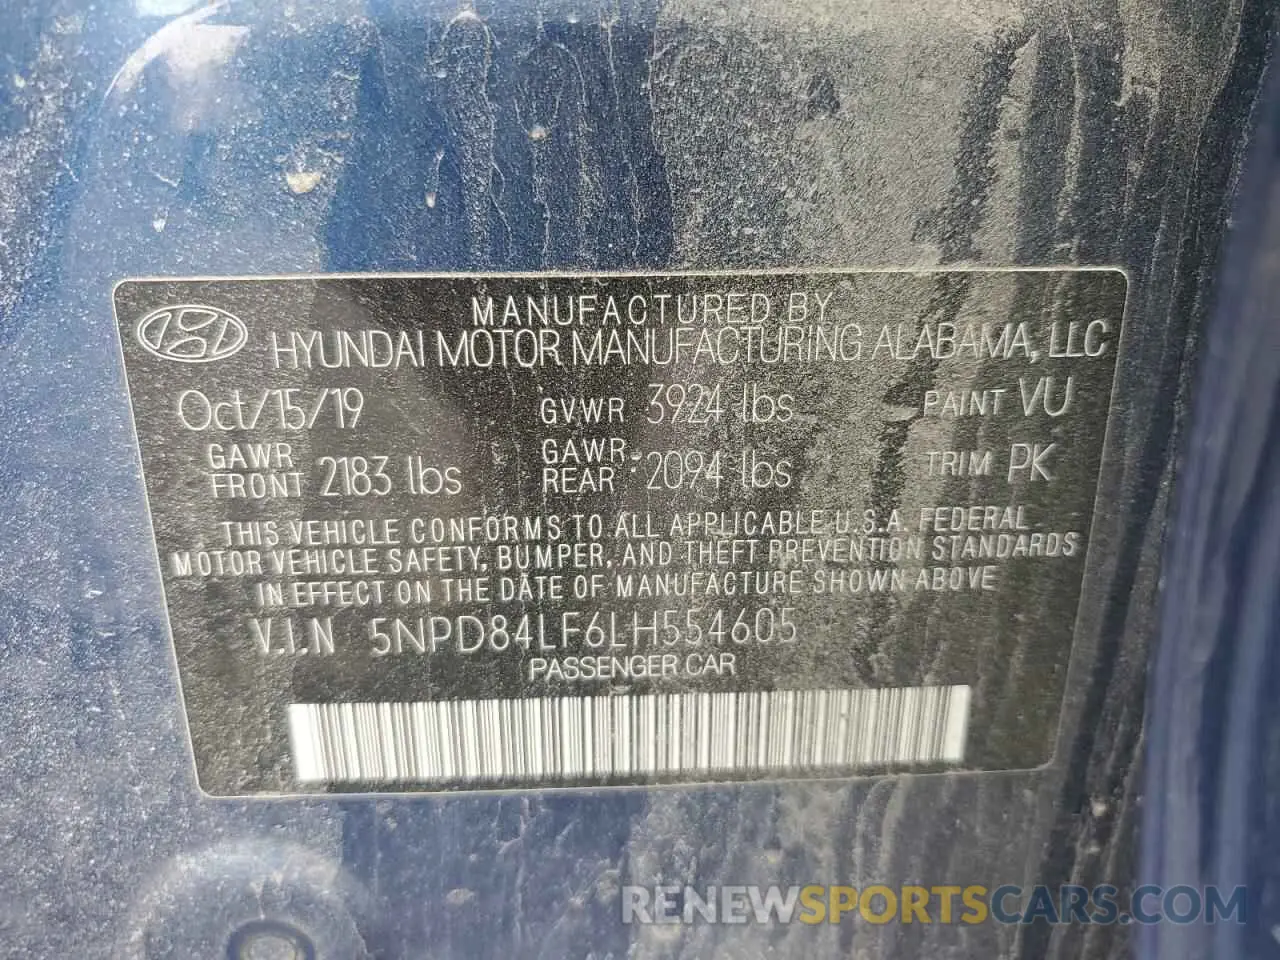 MANUFACTURED BY
HYUNDAI MOTOR MANUFACTURING ALABAMA, LLC
Oct/15/19 GVWR 3924 lbs PAINT VU
GAWR FRONT 2183 lbs GAWR REAR 2094 lbs TRIM PK
THIS VEHICLE CONFORMS TO ALL APPLICABLE U.S.A. FEDERAL
MOTOR VEHICLE SAFETY, BUMPER, AND THEFT PREVENTION STANDARDS
IN EFFECT ON THE DATE OF MANUFACTURE SHOWN ABOVE
V.I.N 5NPD84LF6LH554605
PASSENGER CAR
RENEWSPORTSCARS.COM